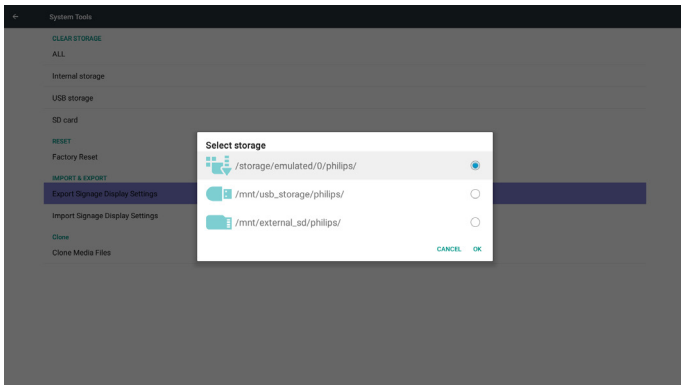 System Tools
CLEAR STORAGE
ALL
Internal storage
USB storage
SD card
RESET
Factory Reset
IMPORT & EXPORT
Export Signage Display Settings
Import Signage Display Settings
Clone
Clone Media Files
Select storage
/storage/emulated/0/philips/
/mnt/usb_storage/philips/
/mnt/external_sd/philips/
CANCEL OK